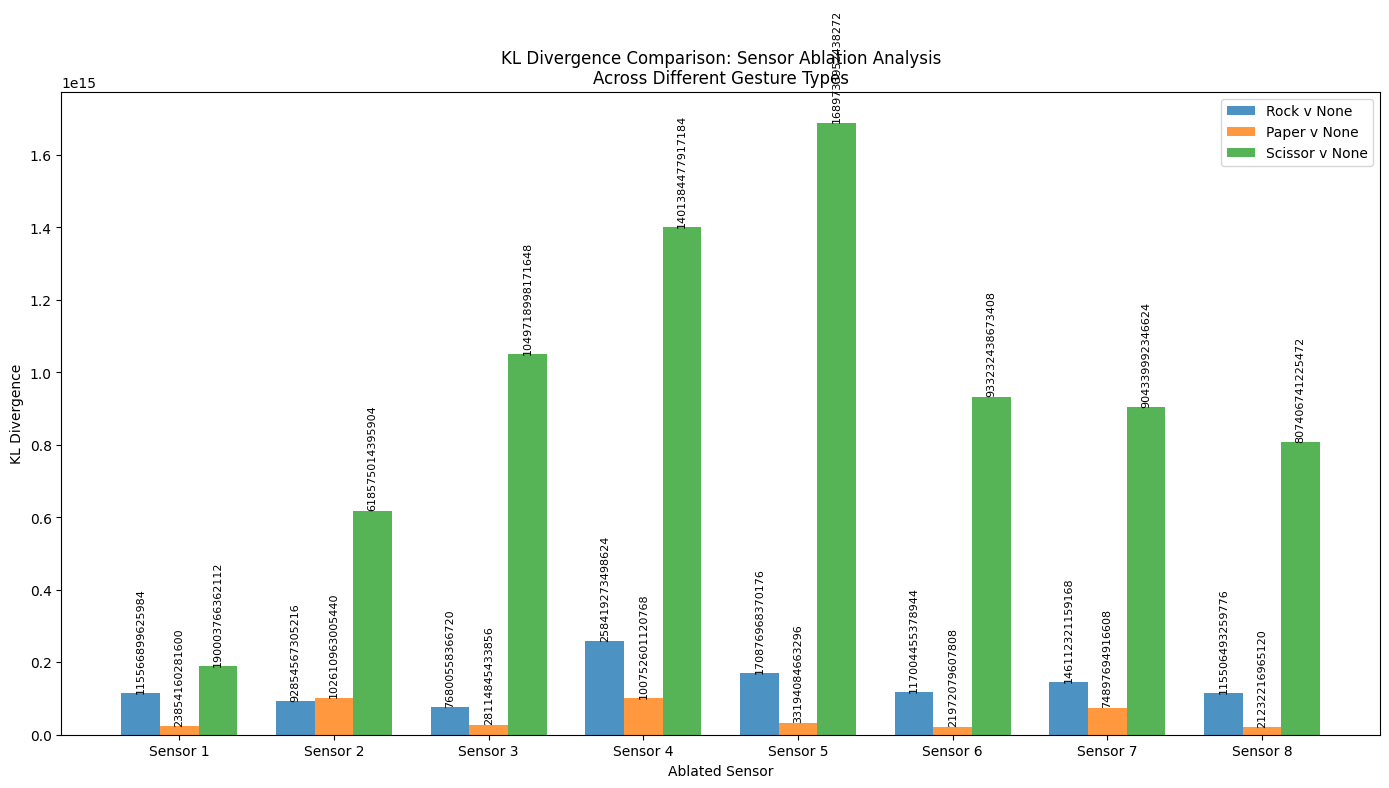 KL Divergence Comparison: Sensor Ablation Analysis
Across Different Gesture Types
1e15
Rock v None
Paper v None
Scissor v None
KL Divergence
1.6
1.4
1.2
1.0
0.8
0.6
0.4
0.2
0.0
115566899625984
23854160281600
190003766362112
92854567305216
102610963005440
618575014395904
76800558366720
28114845433856
1049718998171648
258419273498624
100752601120768
1401384477917184
170876968370176
33194084663296
117004455378944
21972079607808
933232438673408
146112321159168
74897694916608
904339992346624
115506493259776
21232216965120
807406741225472
Sensor 1
Sensor 2
Sensor 3
Sensor 4
Sensor 5
Sensor 6
Sensor 7
Sensor 8
Ablated Sensor